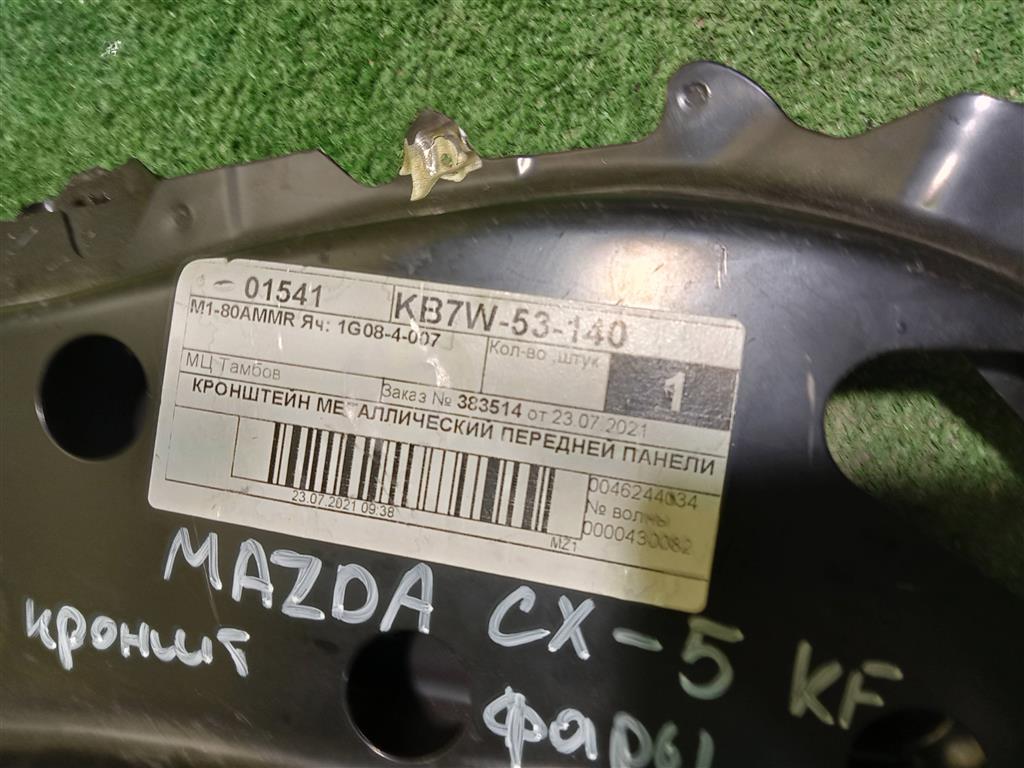 01541 KB7W-53-140
M1-80AMMR Яч: 1G08-4-007 Кол-во штук
1
МЦ Тамбов Заказ № 383514 от 23.07.2021
КРОНШТЕЙН МЕТАЛЛИЧЕСКИЙ ПЕРЕДНЕЙ ПАНЕЛИ
0046244034
№ волны
0000430082
23.07.2021 09:38
MZ1
MAZDA CX-5 KF
кроншт
фары